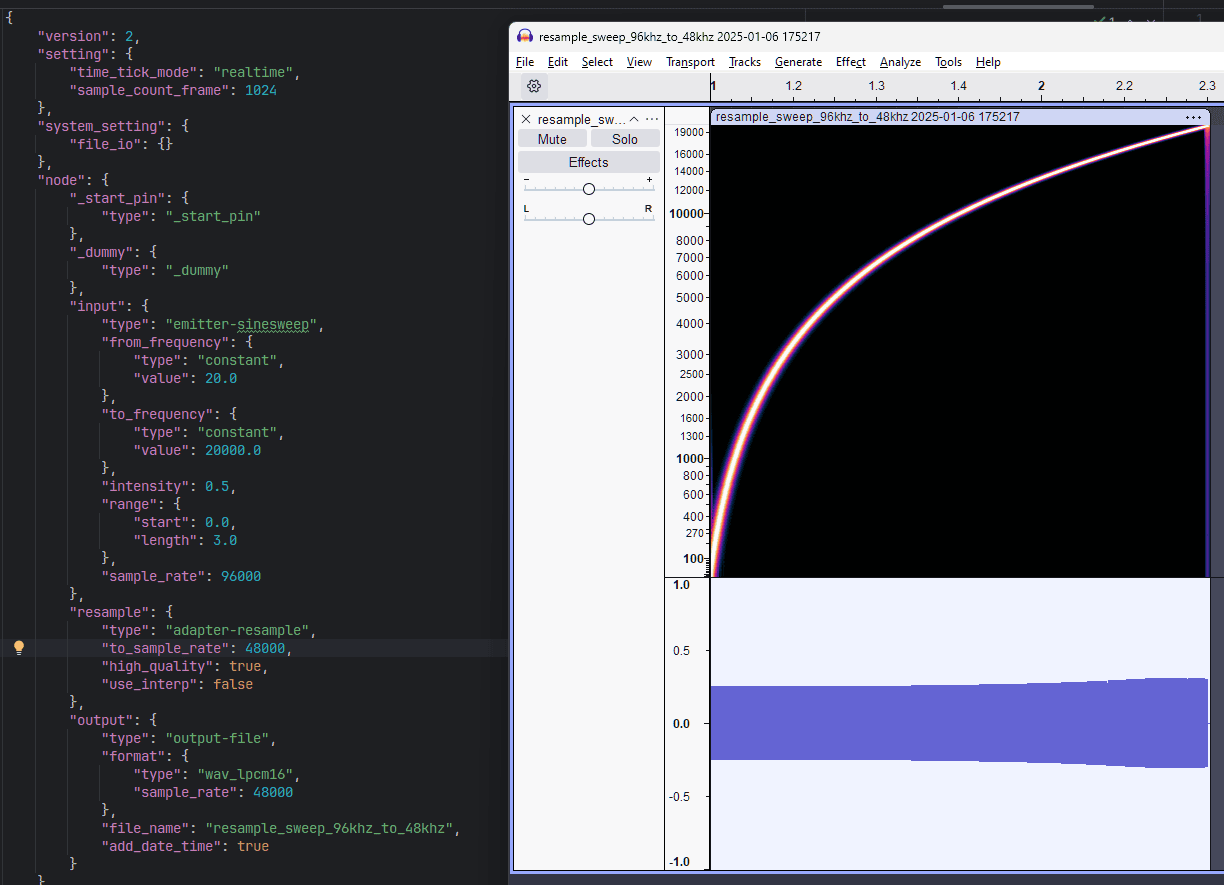 {
"version": 2,
"setting": {
"time_tick_mode": "realtime",
"sample_count_frame": 1024
},
"system_setting": {
"file_io": {}
},
"node": {
"_start_pin": {
"type": "_start_pin"
},
"_dummy": {
"type": "_dummy"
},
"input": {
"type": "emitter-sinesweep",
"from_frequency": {
"type": "constant",
"value": 20.0
},
"to_frequency": {
"type": "constant",
"value": 20000.0
},
"intensity": 0.5,
"range": {
"start": 0.0,
"length": 3.0
},
"sample_rate": 96000
},
"resample": {
"type": "adapter-resample",
"to_sample_rate": 48000,
"high_quality": true,
"use_interp": false
},
"output": {
"type": "output-file",
"format": {
"type": "wav_lpcm16",
"sample_rate": 48000
},
"file_name": "resample_sweep_96khz_to_48khz",
"add_date_time": true
}
}
resample_sweep_96khz_to_48khz 2025-01-06 175217
File Edit Select View Transport Tracks Generate Effect Analyze Tools Help
1 1.2 1.3 1.4 2 2.2 2.3
resample_sw...
Mute Solo
Effects
- +
L R
resample_sweep_96khz_to_48khz 2025-01-06 175217
19000
16000
14000
12000
10000
8000
7000
6000
5000
4000
3000
2500
2000
1600
1300
1000
800
600
400
270
100
1.0
0.5
0.0
-0.5
-1.0